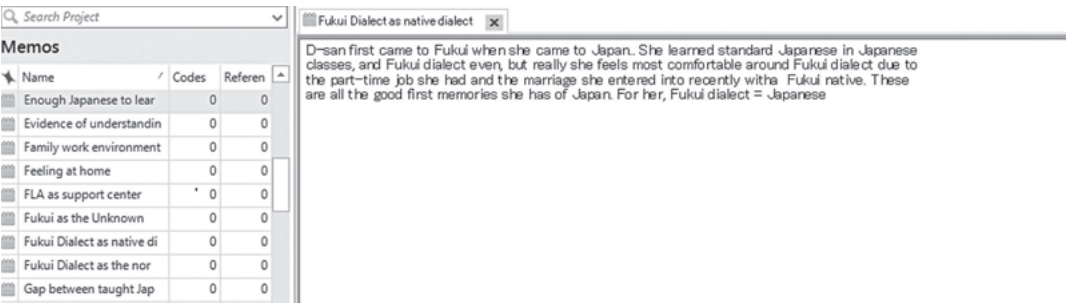 Search Project
Memos
Name / Codes Referen
Enough Japanese to lear 0 0
Evidence of understandin 0 0
Family work environment 0 0
Feeling at home 0 0
FLA as support center 0 0
Fukui as the Unknown 0 0
Fukui Dialect as native di 0 0
Fukui Dialect as the nor 0 0
Gap between taught Jap 0 0
Fukui Dialect as native dialect
D-san first came to Fukui when she came to Japan.. She learned standard Japanese in Japanese
classes, and Fukui dialect even, but really she feels most comfortable around Fukui dialect due to
the part-time job she had and the marriage she entered into recently witha Fukui native. These
are all the good first memories she has of Japan. For her, Fukui dialect = Japanese